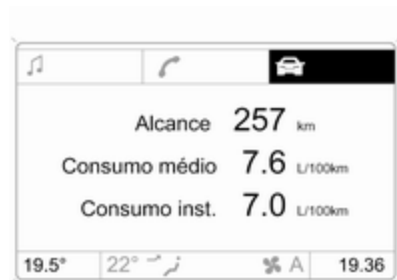 Alcance 257 km
Consumo médio 7.6 L/100km
Consumo inst. 7.0 L/100km
19.5° 22° A 19.36